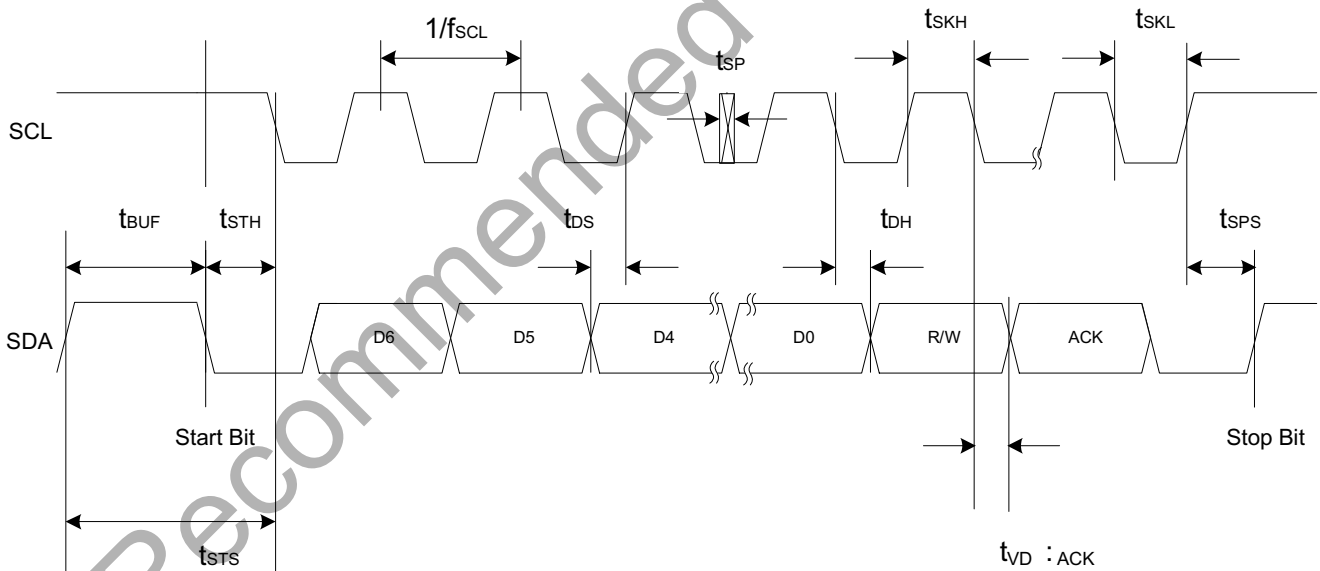 1/fSCL
tSKH
tSKL
tSP
SCL
tBUF
tSTH
tDS
tDH
tSPS
SDA
D6
D5
D4
D0
R/W
ACK
Start Bit
Stop Bit
tSTS
tVD : ACK
Recommended